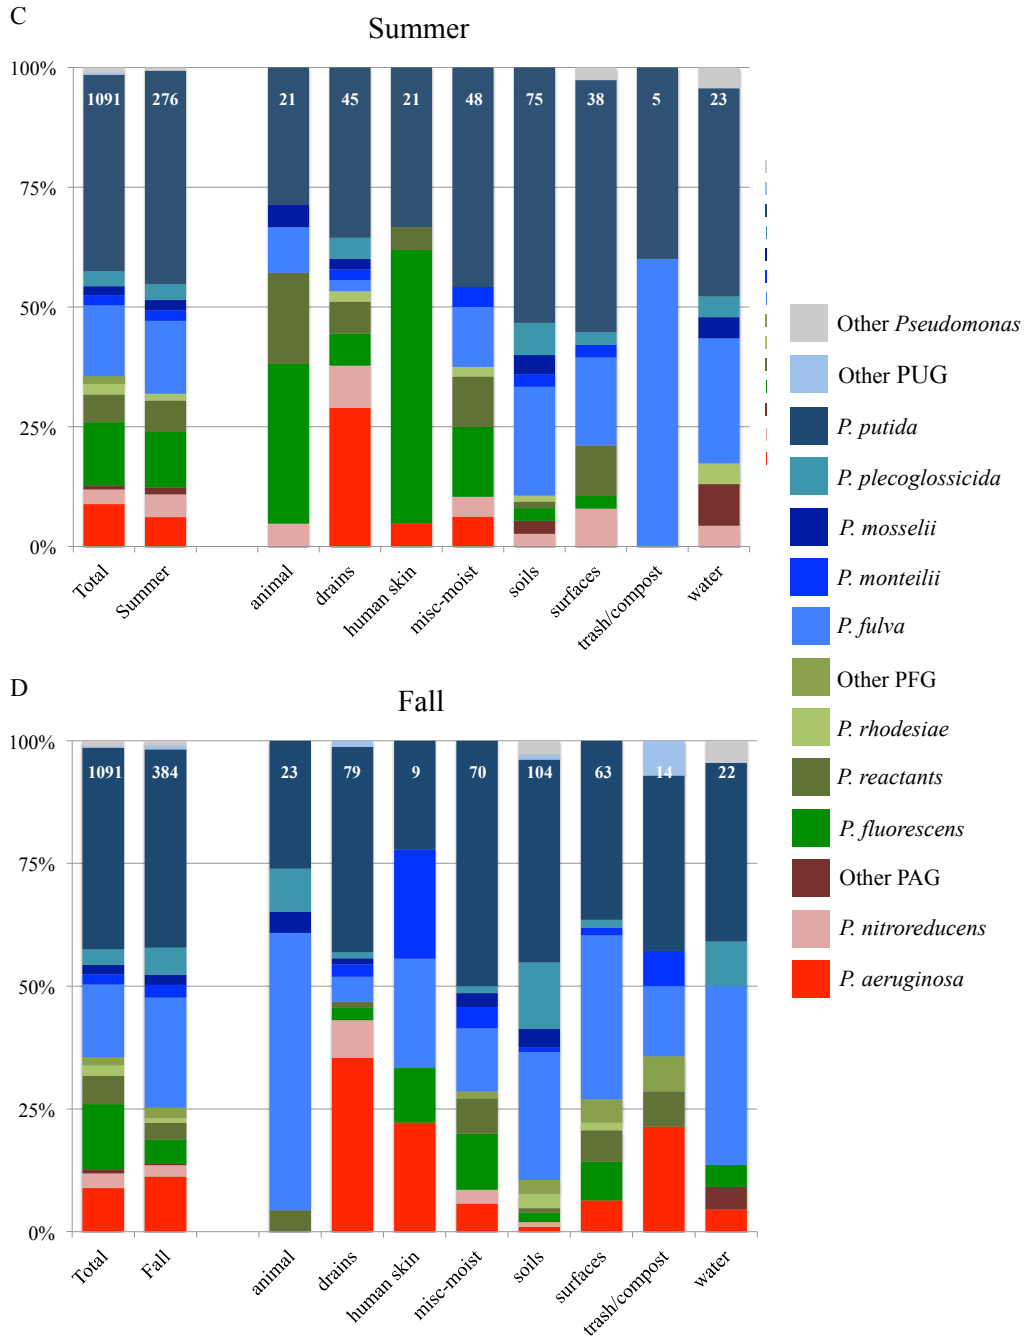 C
Summer
100%
1091 276 21 45 21 48 75 38 5 23
75%
50%
25%
0%
Total Summer animal drains human skin misc-moist soils surfaces trash/compost water
Other Pseudomonas
Other PUG
P. putida
P. plecoglossicida
P. mosselii
P. monteilii
P. fulva
Other PFG
P. rhodesiae
P. reactants
P. fluorescens
Other PAG
P. nitroreducens
P. aeruginosa
D
Fall
100%
1091 384 23 79 9 70 104 63 14 22
75%
50%
25%
0%
Total Fall animal drains human skin misc-moist soils surfaces trash/compost water